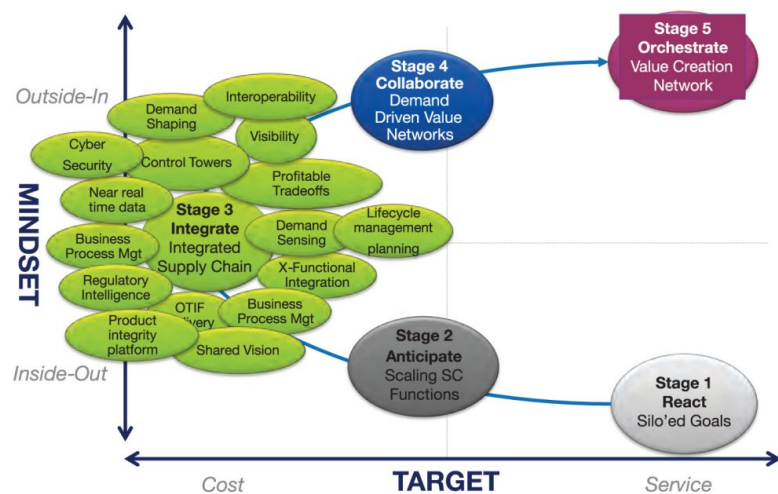 Stage 5
Orchestrate
Value Creation
Network
Stage 4
Collaborate
Demand
Driven Value
Networks
Outside-In
Interoperability
Demand
Shaping
Visibility
Cyber
Security
Control Towers
Profitable
Tradeoffs
Near real
time data
Stage 3
Integrate
Integrated
Supply Chain
Demand
Sensing
Lifecycle
management
planning
MINDSET
Business
Process Mgt
X-Functional
Integration
Regulatory
Intelligence
OTIF
Business
Process Mgt
Product
integrity
platform
Shared Vision
Stage 2
Anticipate
Scaling SC
Functions
Inside-Out
Stage 1
React
Silo'ed Goals
Cost
TARGET
Service